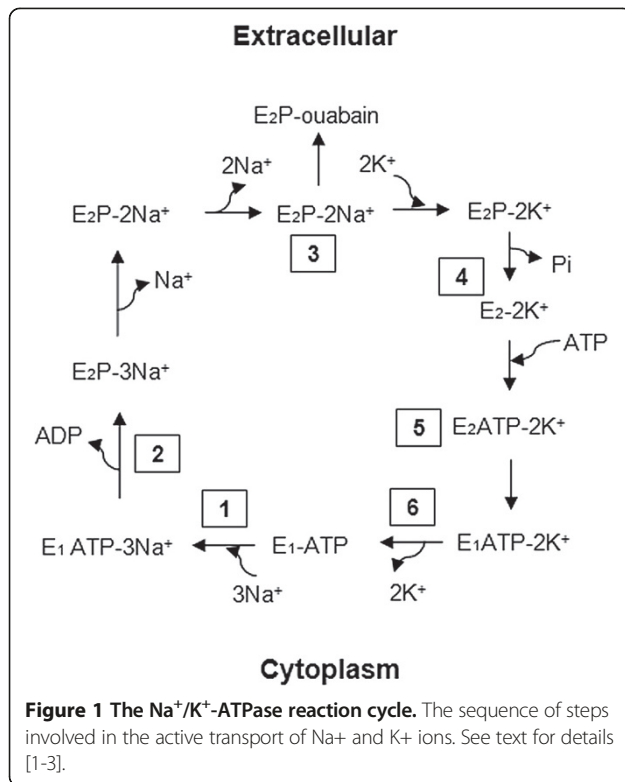 Extracellular
E₂P-ouabain
2Na⁺
2K⁺
E₂P-2Na⁺
E₂P-2Na⁺
E₂P-2K⁺
3
Pi
4
Na⁺
E₂-2K⁺
ATP
E₂P-3Na⁺
ADP
2
5
E₂ATP-2K⁺
1
6
E₁ ATP-3Na⁺
E₁-ATP
E₁ATP-2K⁺
3Na⁺
2K⁺
Cytoplasm
Figure 1 The Na⁺/K⁺-ATPase reaction cycle. The sequence of steps
involved in the active transport of Na+ and K+ ions. See text for details
[1-3].